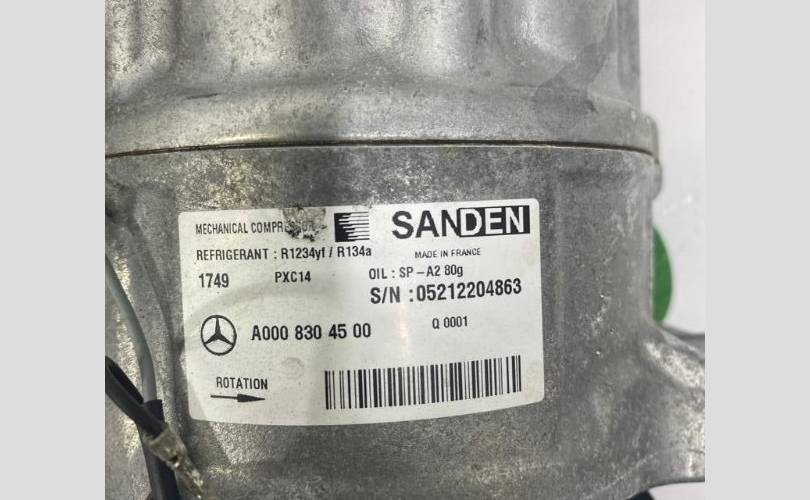 MECHANICAL COMPRESSOR
SANDEN
REFRIGERANT : R1234yf / R134a
MADE IN FRANCE
1749 PXC14 OIL : SP-A2 80g
S/N : 05212204863
A000 830 45 00 Q 0001
ROTATION